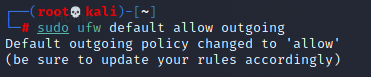 ┌──(root💀kali)-[~]
└─# sudo ufw default allow outgoing
Default outgoing policy changed to 'allow'
(be sure to update your rules accordingly)